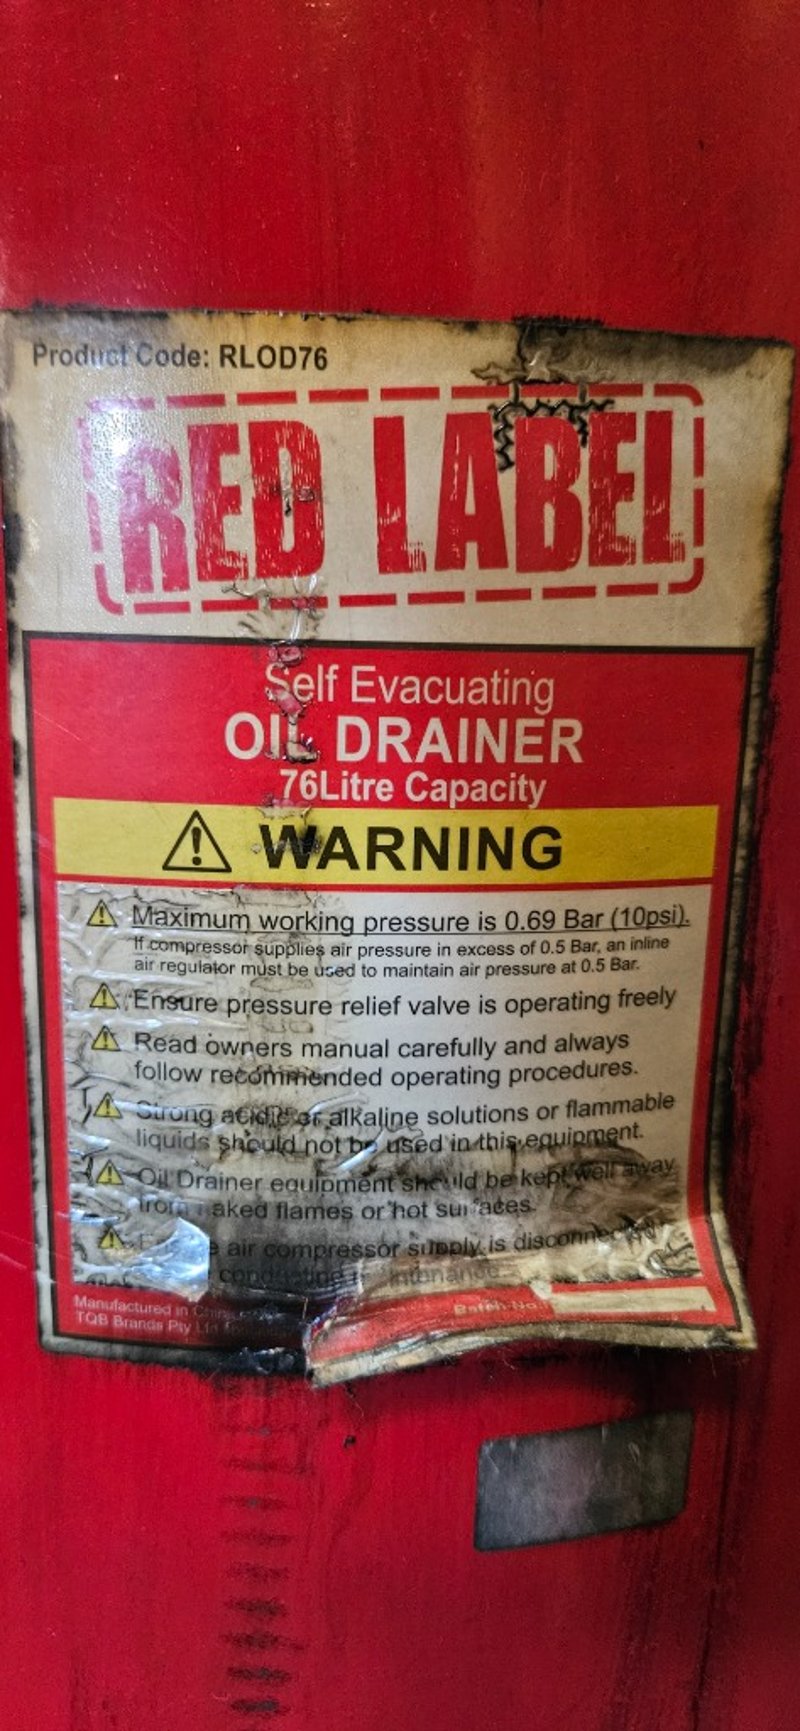 Product Code: RLOD76
RED LABEL
Self Evacuating
OIL DRAINER
76Litre Capacity
WARNING
Maximum working pressure is 0.69 Bar (10psi).
If compressor supplies air pressure in excess of 0.5 Bar, an inline
air regulator must be used to maintain air pressure at 0.5 Bar.
Ensure pressure relief valve is operating freely
Read owners manual carefully and always
follow recommended operating procedures.
Strong acidic or alkaline solutions or flammable
liquids should not be used in this equipment.
Oil Drainer equipment should be kept well away
from naked flames or hot surfaces.
air compressor supply is disconnected
Manufactured in China
TQB Brands Pty Ltd
Batch No.